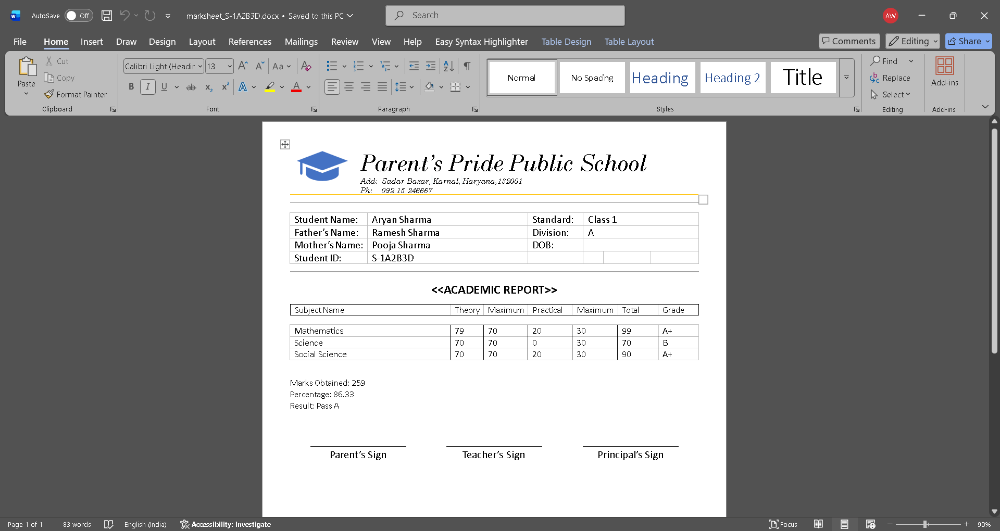 AutoSave Off marksheet_S-1A2B3D.docx • Saved to this PC Search AW
File Home Insert Draw Design Layout References Mailings Review View Help Easy Syntax Highlighter Table Design Table Layout Comments Editing Share
Paste Cut Copy Format Painter
Clipboard
Calibri Light (Headir 13 Aa
B I U ab x₂ x² A A
Font
Paragraph
Normal No Spacing Heading Heading 2 Title
Styles
Find Replace Select
Editing
Add-ins
Add-ins
Parent's Pride Public School
Add: Sadar Bazar, Karnal, Haryana,132001
Ph: 092 15 246667
Student Name: Aryan Sharma Standard: Class 1
Father's Name: Ramesh Sharma Division: A
Mother's Name: Pooja Sharma DOB:
Student ID: S-1A2B3D
<<ACADEMIC REPORT>>
Subject Name Theory Maximum Practical Maximum Total Grade
Mathematics 79 70 20 30 99 A+
Science 70 70 0 30 70 B
Social Science 70 70 20 30 90 A+
Marks Obtained: 259
Percentage: 86.33
Result: Pass A
Parent's Sign Teacher's Sign Principal's Sign
Page 1 of 1 83 words English (India) Accessibility: Investigate Focus 90%